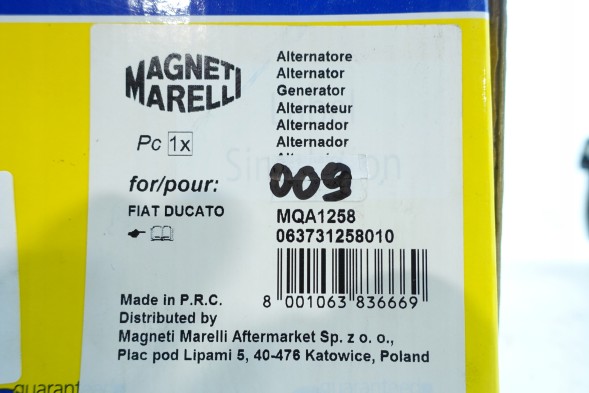 MAGNETI
MARELLI
Alternatore
Alternator
Generator
Alternateur
Alternador
Alternador
Pc 1x
for/pour:
009
FIAT DUCATO
MQA1258
063731258010
8 001063 836669
Made in P.R.C.
Distributed by
Magneti Marelli Aftermarket Sp. z o. o.,
Plac pod Lipami 5, 40-476 Katowice, Poland